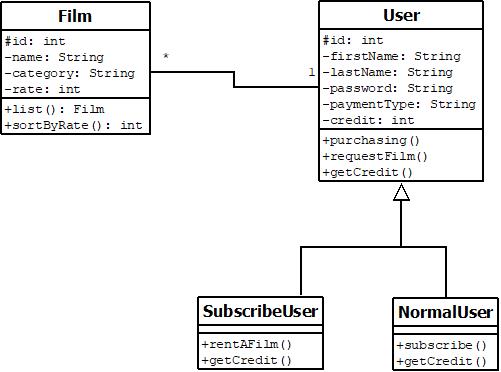 Film
#id: int
-name: String
-category: String
-rate: int
+list(): Film
+sortByRate(): int
*
1
User
#id: int
-firstName: String
-lastName: String
-password: String
-paymentType: String
-credit: int
+purchasing()
+requestFilm()
+getCredit()
SubscribeUser
+rentAFilm()
+getCredit()
NormalUser
+subscribe()
+getCredit()